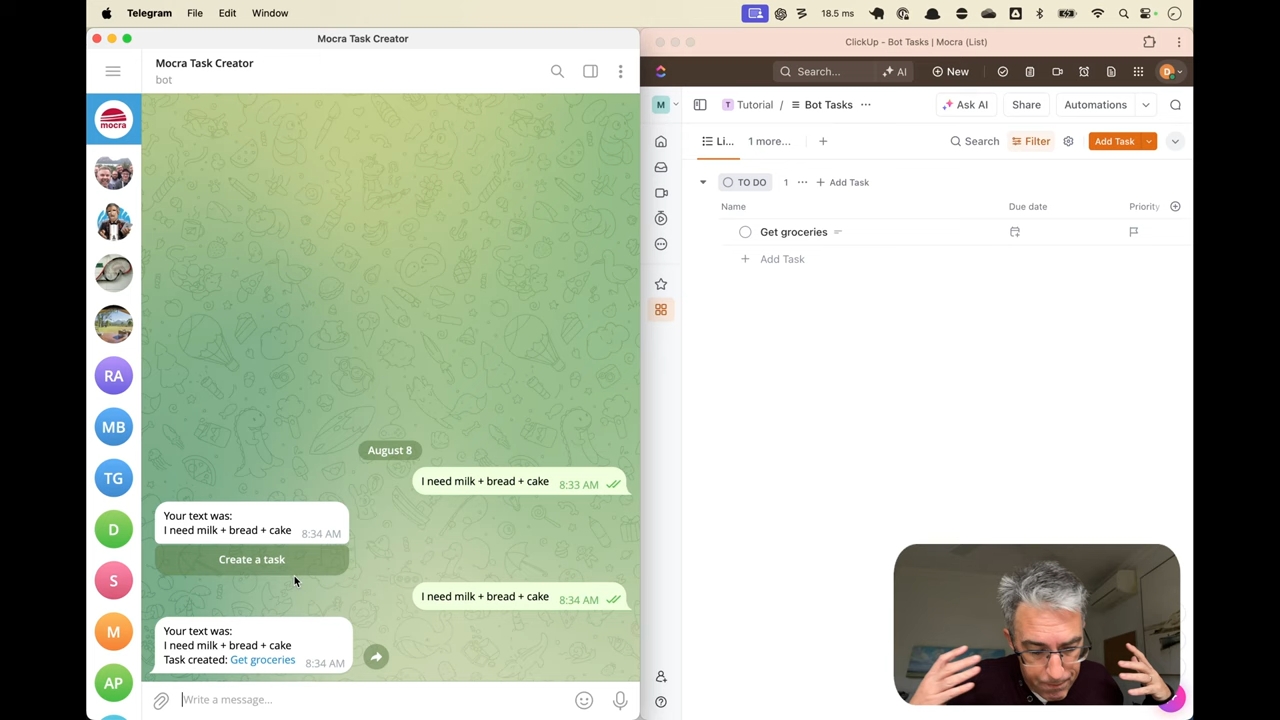 Telegram File Edit Window 18.5 ms
Mocra Task Creator
Mocra Task Creator
bot
mocra
RA
MB
TG
D
S
M
AP
August 8
I need milk + bread + cake 8:33 AM
Your text was:
I need milk + bread + cake 8:34 AM
Create a task
I need milk + bread + cake 8:34 AM
Your text was:
I need milk + bread + cake
Task created: Get groceries 8:34 AM
Write a message...
ClickUp - Bot Tasks | Mocra (List)
Search... AI New D
M T Tutorial / Bot Tasks ... Ask AI Share Automations
Li... 1 more... Search Filter Add Task
TO DO 1 ... + Add Task
Name Due date Priority
Get groceries
+ Add Task